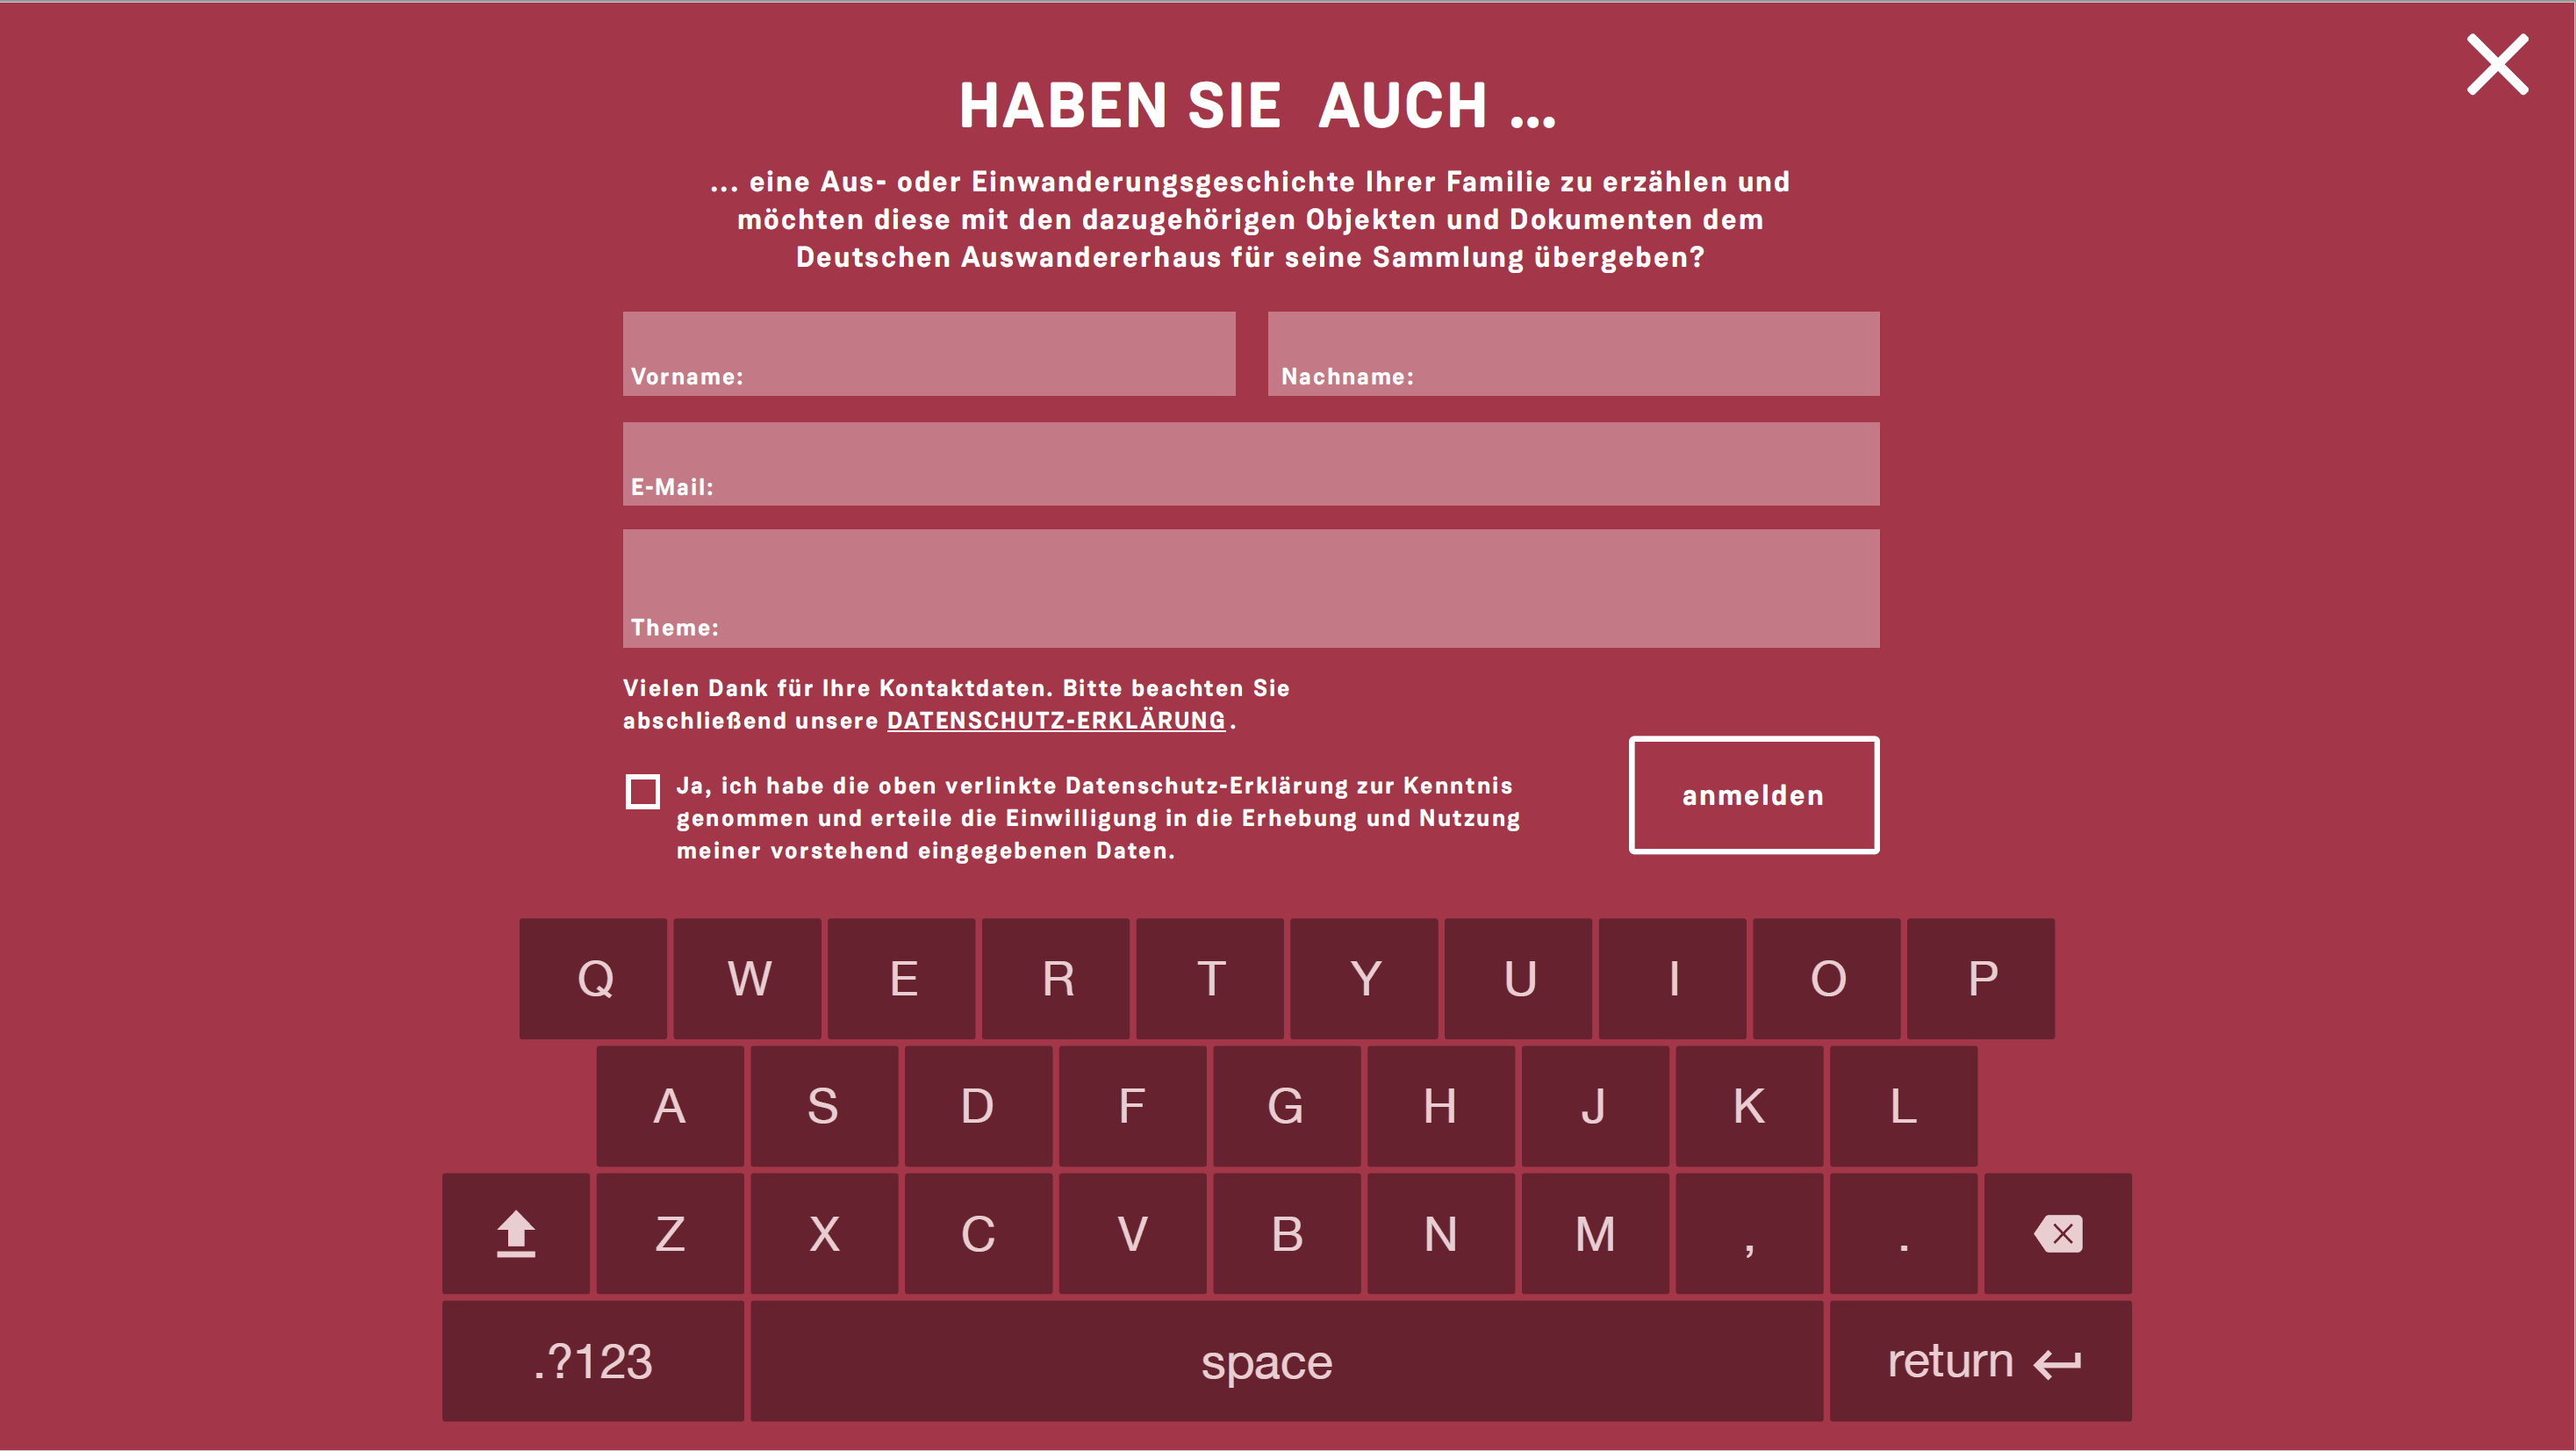 HABEN SIE  AUCH ...
... eine Aus- oder Einwanderungsgeschichte Ihrer Familie zu erzählen und
möchten diese mit den dazugehörigen Objekten und Dokumenten dem
Deutschen Auswandererhaus für seine Sammlung übergeben?
Vorname:
Nachname:
E-Mail:
Theme:
Vielen Dank für Ihre Kontaktdaten. Bitte beachten Sie
abschließend unsere DATENSCHUTZ-ERKLÄRUNG.
Ja, ich habe die oben verlinkte Datenschutz-Erklärung zur Kenntnis
genommen und erteile die Einwilligung in die Erhebung und Nutzung
meiner vorstehend eingegebenen Daten.
anmelden
Q W E R T Y U I O P
A S D F G H J K L
Z X C V B N M , .
.?123 space return